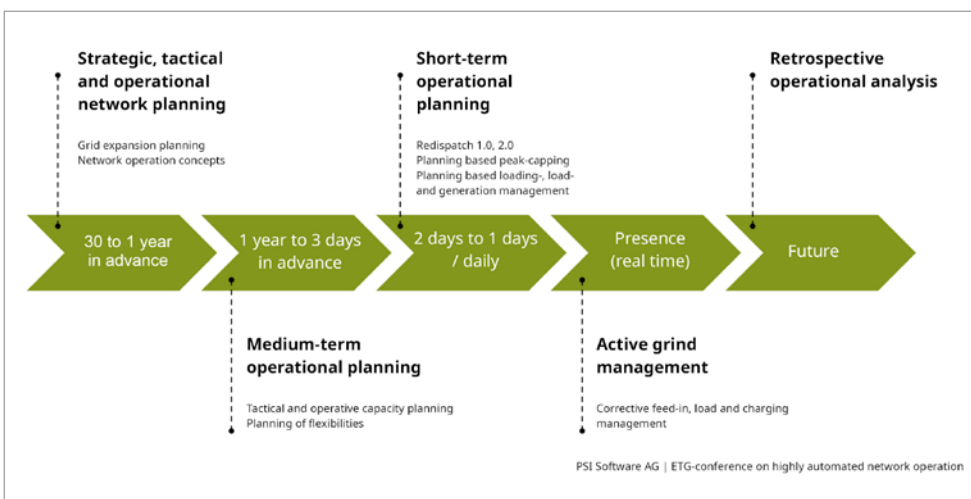 Strategic, tactical
and operational
network planning
Grid expansion planning
Network operation concepts
Short-term
operational
planning
Redispatch 1.0, 2.0
Planning based peak-capping
Planning based loading-, load-
and generation management
Retrospective
operational analysis
30 to 1 year
in advance
1 year to 3 days
in advance
2 days to 1 days
/ daily
Presence
(real time)
Future
Medium-term
operational planning
Tactical and operative capacity planning
Planning of flexibilities
Active grind
management
Corrective feed-in, load and charging
management
PSI Software AG | ETG-conference on highly automated network operation